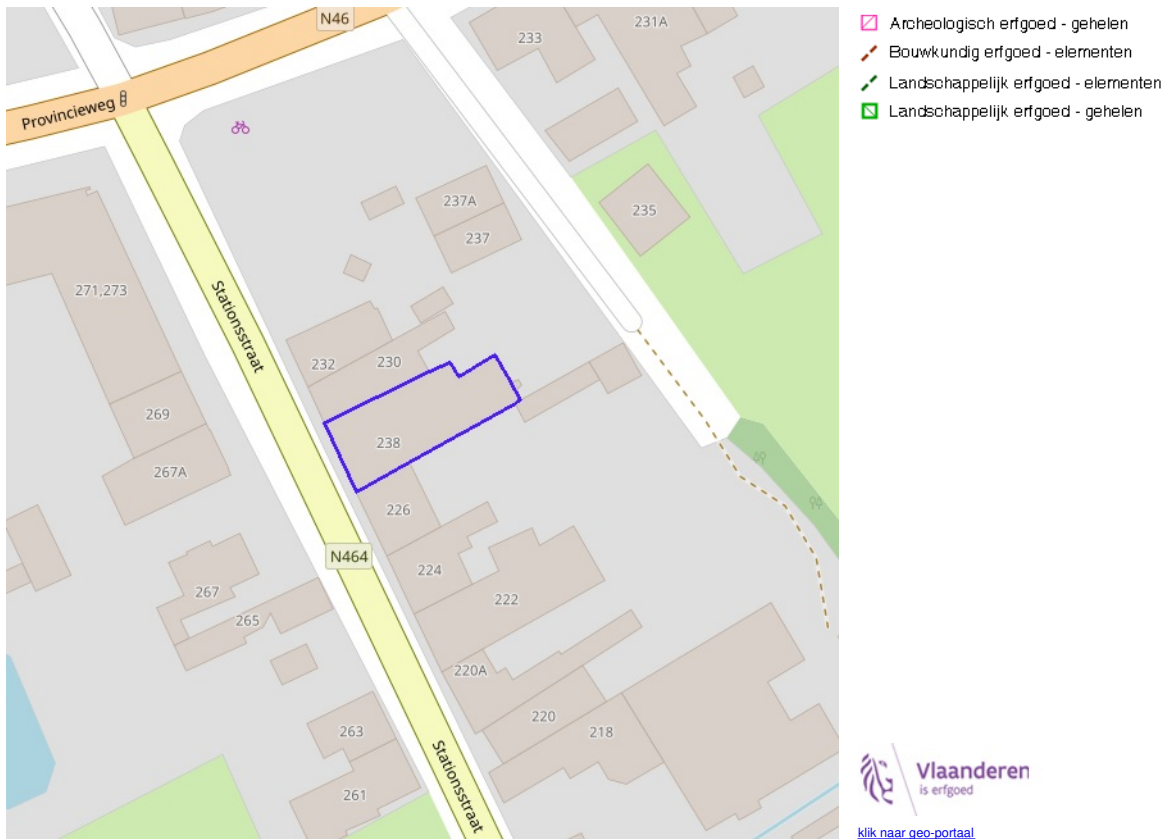 N46
233
231A
Archeologisch erfgoed - gehelen
Bouwkundig erfgoed - elementen
Landschappelijk erfgoed - elementen
Landschappelijk erfgoed - gehelen
Provincieweg
237A
235
237
271,273
Stationsstraat
232
230
269
238
267A
226
N464
224
267
222
265
220A
220
263
218
Stationsstraat
261
Vlaanderen
is erfgoed
klik naar geo-portaal